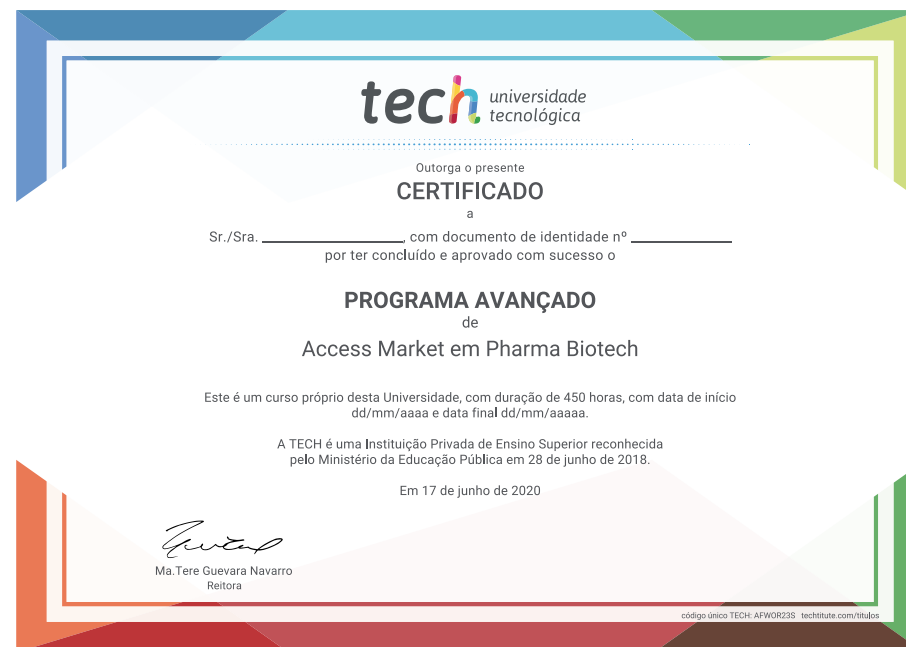 tech universidade
tecnológica
Outorga o presente
CERTIFICADO
a
Sr./Sra. ____________, com documento de identidade nº ____________
por ter concluído e aprovado com sucesso o
PROGRAMA AVANÇADO
de
Access Market em Pharma Biotech
Este é um curso próprio desta Universidade, com duração de 450 horas, com data de início
dd/mm/aaaa e data final dd/mm/aaaaa.
A TECH é uma Instituição Privada de Ensino Superior reconhecida
pelo Ministério da Educação Pública em 28 de junho de 2018.
Em 17 de junho de 2020
Ma.Tere Guevara Navarro
Reitora
código único TECH: AFWOR23S techtitute.com/titulos